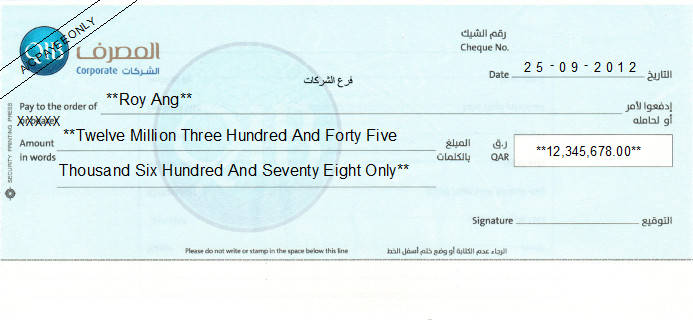 A/C PAYEE ONLY
QIB
المصرف
الشركات Corporate
رقم الشيك
Cheque No.
Date 25-09-2012 التاريخ
فرع الشركات
Pay to the order of **Roy Ang** إدفعوا لأمر
XXXXX أو لحامله
Amount in words **Twelve Million Three Hundred And Forty Five المبلغ بالكلمات ر.ق QAR **12,345,678.00**
Thousand Six Hundred And Seventy Eight Only**
Signature التوقيع
Please do not write or stamp in the space below this line الرجاء عدم الكتابة أو وضع ختم أسفل الخط
SECURITY PRINTING PRESS